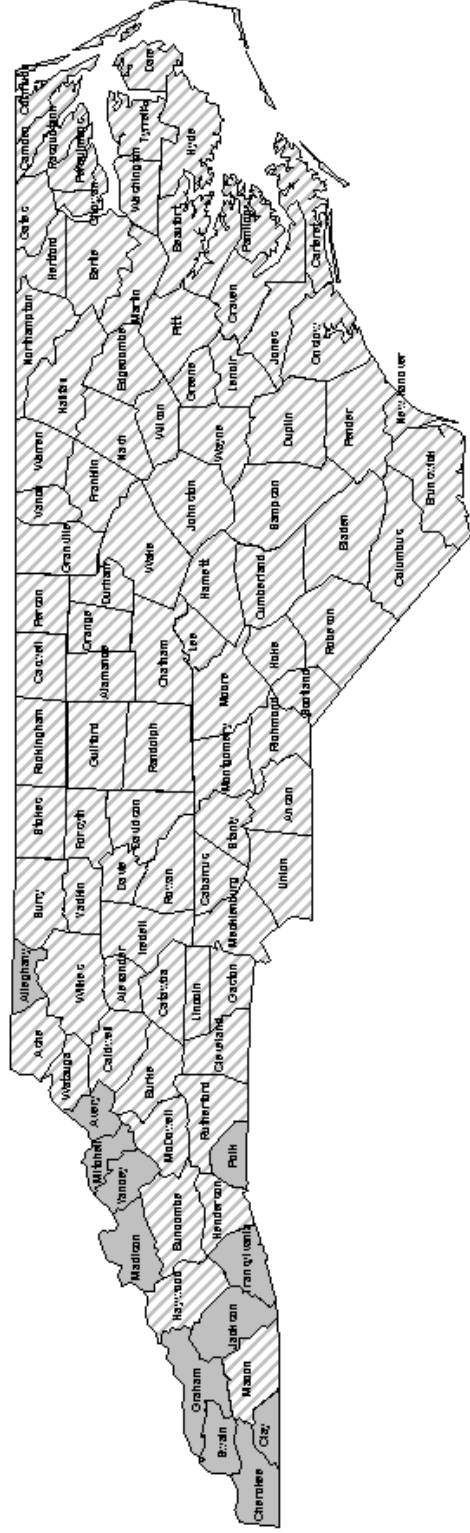 Cherokee
Clay
Swain
Graham
Macon
Jackson
Haywood
Transylvania
Madison
Buncombe
Henderson
Yancey
Mitchell
Avery
McDowell
Polk
Rutherford
Burke
Cleveland
Watauga
Caldwell
Ashe
Alleghany
Wilkes
Alexander
Catawba
Lincoln
Gaston
Iredell
Mecklenburg
Surry
Yadkin
Davie
Rowan
Cabarrus
Union
Stokes
Forsyth
Davidson
Stanly
Anson
Rockingham
Guilford
Randolph
Montgomery
Richmond
Caswell
Alamance
Orange
Chatham
Lee
Moore
Hoke
Scotland
Robeson
Person
Durham
Wake
Harnett
Cumberland
Bladen
Columbus
Brunswick
Granville
Vance
Warren
Franklin
Nash
Johnston
Wilson
Wayne
Sampson
Duplin
Pender
New Hanover
Northampton
Halifax
Edgecombe
Pitt
Greene
Lenoir
Jones
Onslow
Craven
Carteret
Hertford
Bertie
Martin
Beaufort
Pamlico
Gates
Chowan
Perquimans
Pasquotank
Camden
Currituck
Washington
Tyrrell
Dare
Hyde